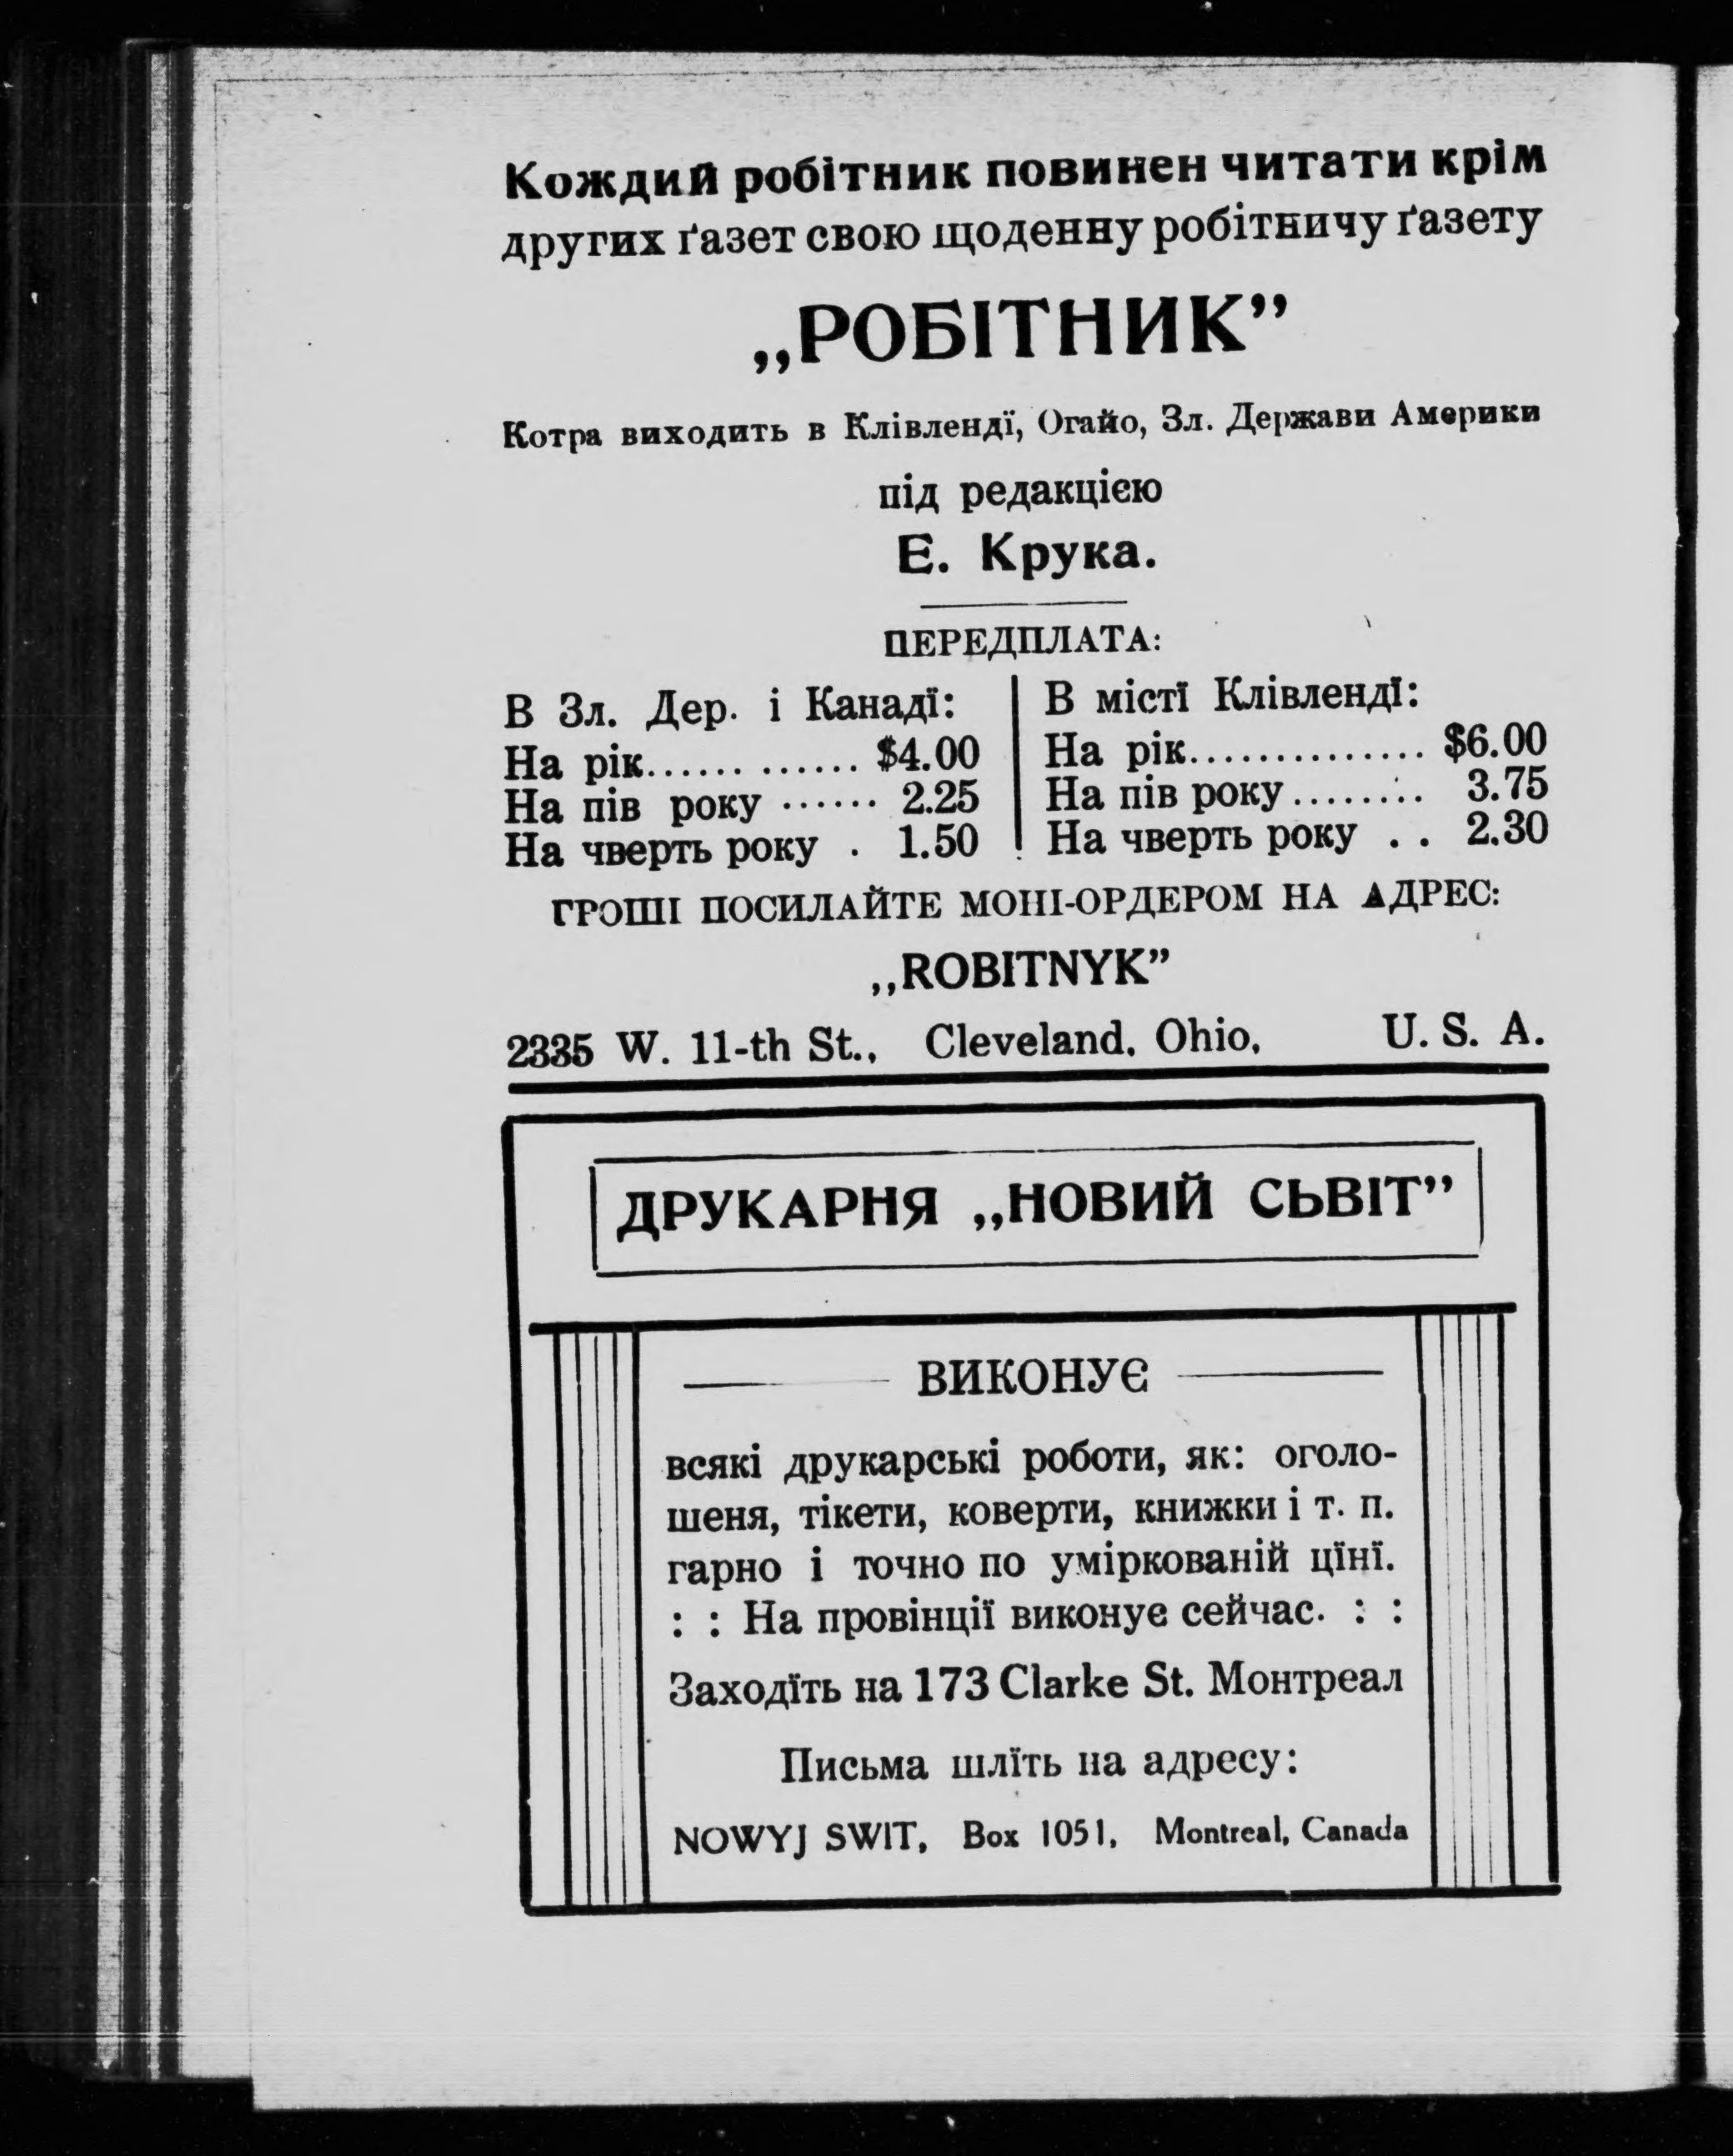 Кождий робітник повинен читати крім
других ґазет свою щоденну робітничу ґазету
„РОБІТНИК”
Котра виходить в Клівлендї, Огайо, Зл. Держави Америки
під редакцією
Е. Крука.
ПЕРЕДПЛАТА:
В Зл. Дер. і Канадї:
На рік............. $4.00
На пів року ...... 2.25
На чверть року . 1.50
В місті Клівленді:
На рік.............. $6.00
На пів року........ 3.75
На чверть року . . 2.30
ГРОШІ ПОСИЛАЙТЕ МОНІ-ОРДЕРОМ НА АДРЕС:
„ROBITNYK”
2335 W. 11-th St., Cleveland, Ohio, U. S. A.
ДРУКАРНЯ „НОВИЙ СЬВІТ”
ВИКОНУЄ
всякі друкарські роботи, як: оголо-
шеня, тікети, коверти, книжки і т. п.
гарно і точно по уміркованій цїнї.
: : На провінції виконує сейчас. : :
Заходїть на 173 Clarke St. Монтреал
Письма шлїть на адресу:
NOWYJ SWIT, Box 1051, Montreal, Canada